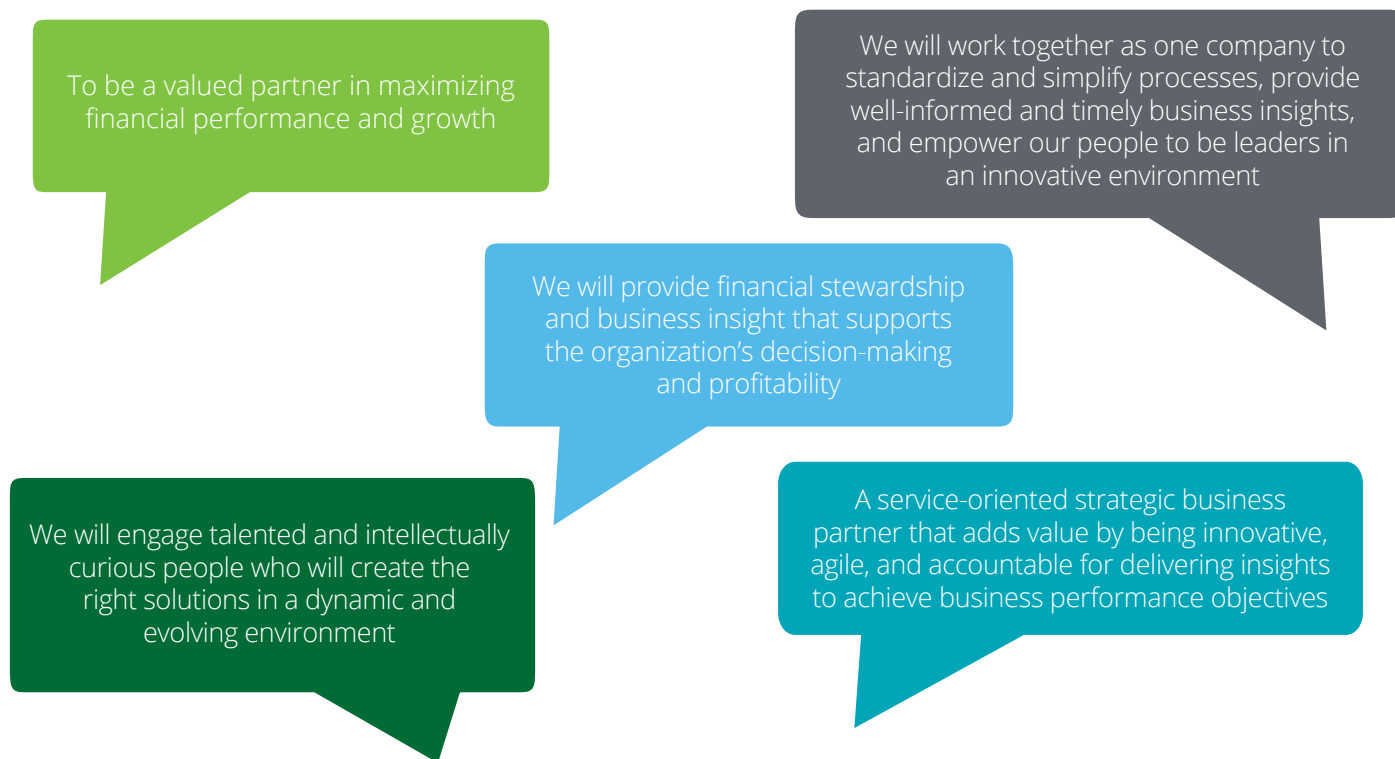 To be a valued partner in maximizing
financial performance and growth
We will work together as one company to
standardize and simplify processes, provide
well-informed and timely business insights,
and empower our people to be leaders in
an innovative environment
We will provide financial stewardship
and business insight that supports
the organization’s decision-making
and profitability
We will engage talented and intellectually
curious people who will create the
right solutions in a dynamic and
evolving environment
A service-oriented strategic business
partner that adds value by being innovative,
agile, and accountable for delivering insights
to achieve business performance objectives